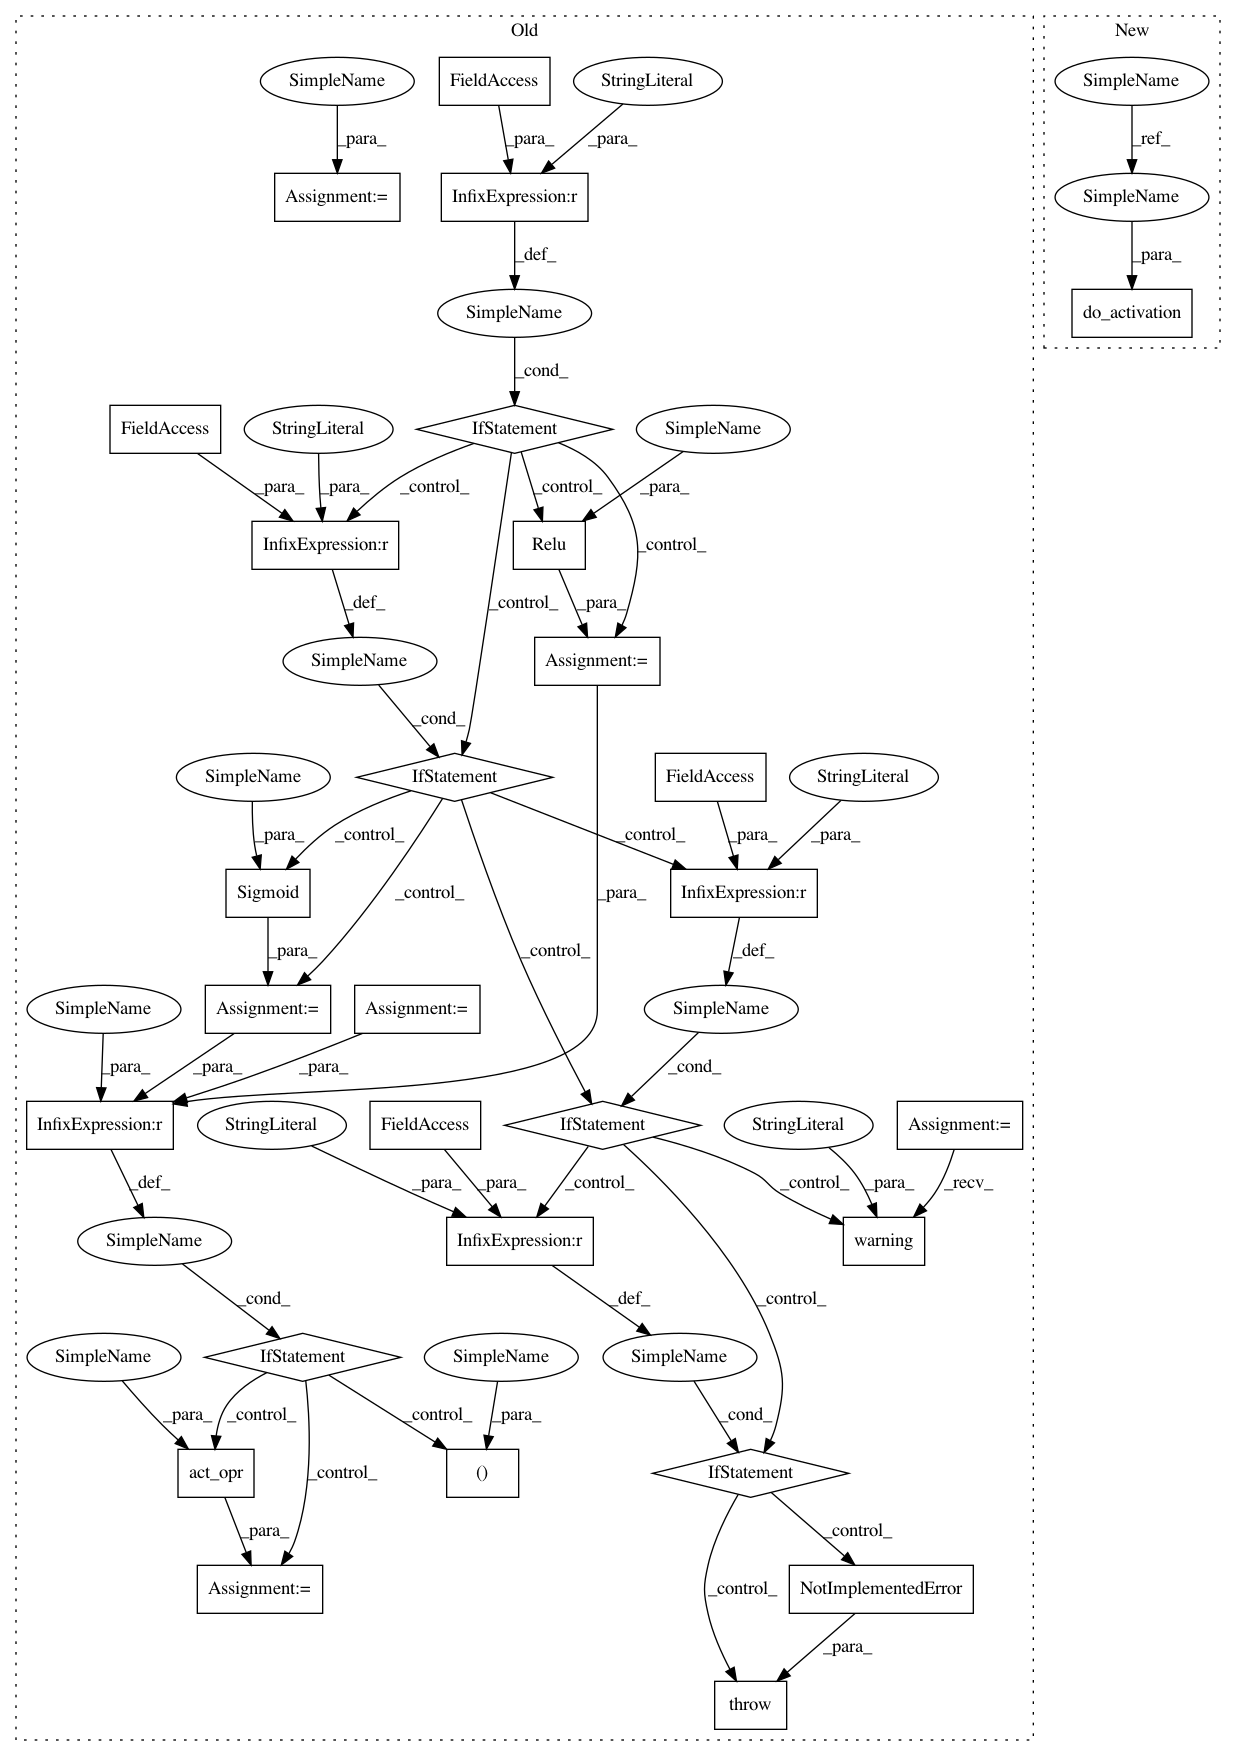 Old
New
SimpleName
FieldAccess
StringLiteral
SimpleName
_para_
_para_
_para_
_ref_
Assignment:=
InfixExpression:r
SimpleName
_def_
_para_
SimpleName
do_activation
_cond_
FieldAccess
StringLiteral
IfStatement
SimpleName
_para_
_para_
_control_
_control_
_para_
InfixExpression:r
Relu
_control_
_def_
_control_
_para_
SimpleName
Assignment:=
_cond_
SimpleName
IfStatement
FieldAccess
StringLiteral
_para_
_control_
_control_
_para_
_para_
Sigmoid
_control_
_para_
InfixExpression:r
_para_
_control_
_def_
SimpleName
Assignment:=
Assignment:=
SimpleName
_para_
_para_
_para_
_cond_
InfixExpression:r
StringLiteral
FieldAccess
IfStatement
StringLiteral
Assignment:=
_def_
_para_
_para_
_control_
_control_
_para_
_recv_
SimpleName
InfixExpression:r
warning
_cond_
_def_
_control_
SimpleName
IfStatement
SimpleName
SimpleName
_para_
_control_
_control_
_para_
_cond_
act_opr
_control_
()
IfStatement
_para_
_control_
Assignment:=
_control_
NotImplementedError
_para_
throw